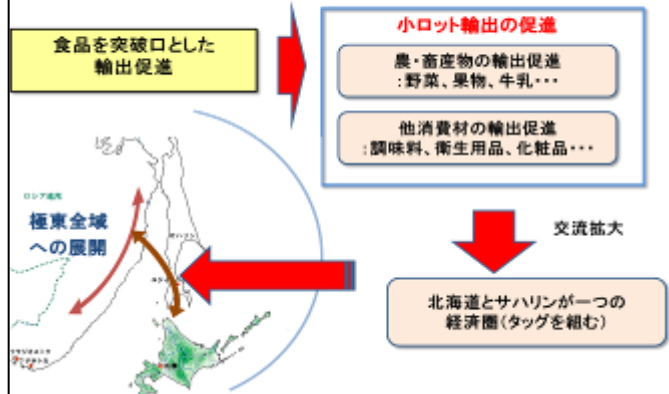 食品を突破口とした
輸出促進
小ロット輸出の促進
農・畜産物の輸出促進
:野菜、果物、牛乳・・・
他消費材の輸出促進
:調味料、衛生用品、化粧品・・・
交流拡大
北海道とサハリンが一つの
経済圏(タッグを組む)
極東全域
への展開
サハリン